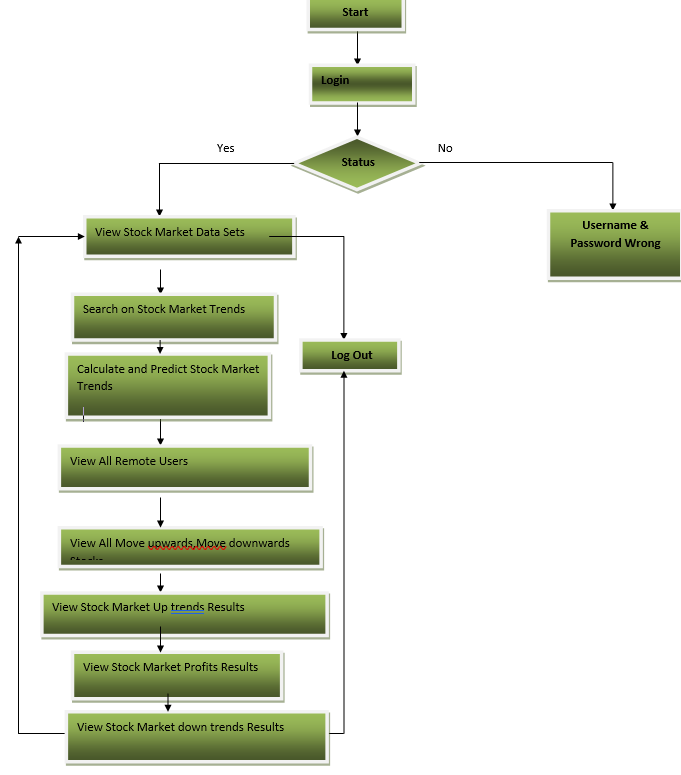 Start
Login
Status
Yes
No
View Stock Market Data Sets
Username &
Password Wrong
Search on Stock Market Trends
Log Out
Calculate and Predict Stock Market
Trends
View All Remote Users
View All Move upwards,Move downwards
Stocks
View Stock Market Up trends Results
View Stock Market Profits Results
View Stock Market down trends Results